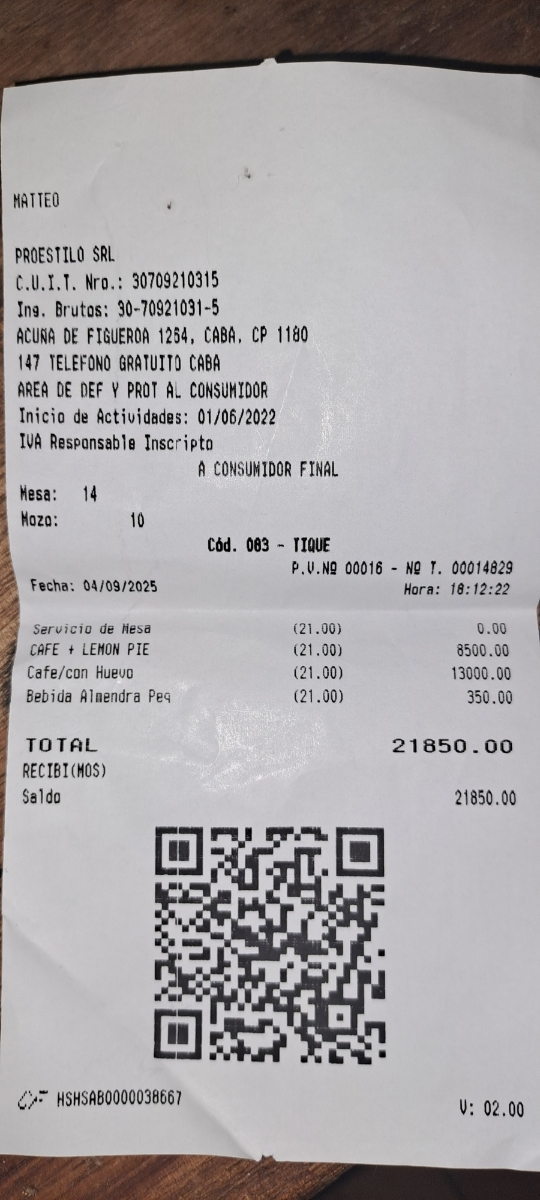 MATTEO
PROESTILO SRL
C.U.I.T. Nro.: 30709210315
Ing. Brutos: 30-70921031-5
ACUÑA DE FIGUEROA 1264, CABA, CP 1180
147 TELEFONO GRATUITO CABA
AREA DE DEF Y PROT AL CONSUMIDOR
Inicio de Actividades: 01/06/2022
IVA Responsable Inscripto
A CONSUMIDOR FINAL
Mesa: 14
Mozo: 10
Cód. 083 - TIQUE
P.V.Nº 00016 - Nº T. 00014829
Fecha: 04/09/2025 Hora: 18:12:22
Servicio de Mesa (21.00) 0.00
CAFE + LEMON PIE (21.00) 8500.00
Cafe/con Huevo (21.00) 13000.00
Bebida Almendra Peq (21.00) 350.00
TOTAL 21850.00
RECIBI(MOS)
Saldo 21850.00
CF HSHSAB0000038667
V: 02.00